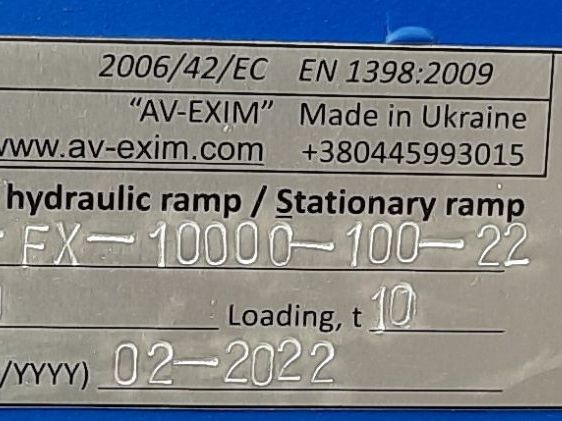 2006/42/EC EN 1398:2009
“AV-EXIM” Made in Ukraine
www.av-exim.com +380445993015
hydraulic ramp / Stationary ramp
FX-10000-100-22
Loading, t 10
/YYYY) 02-2022